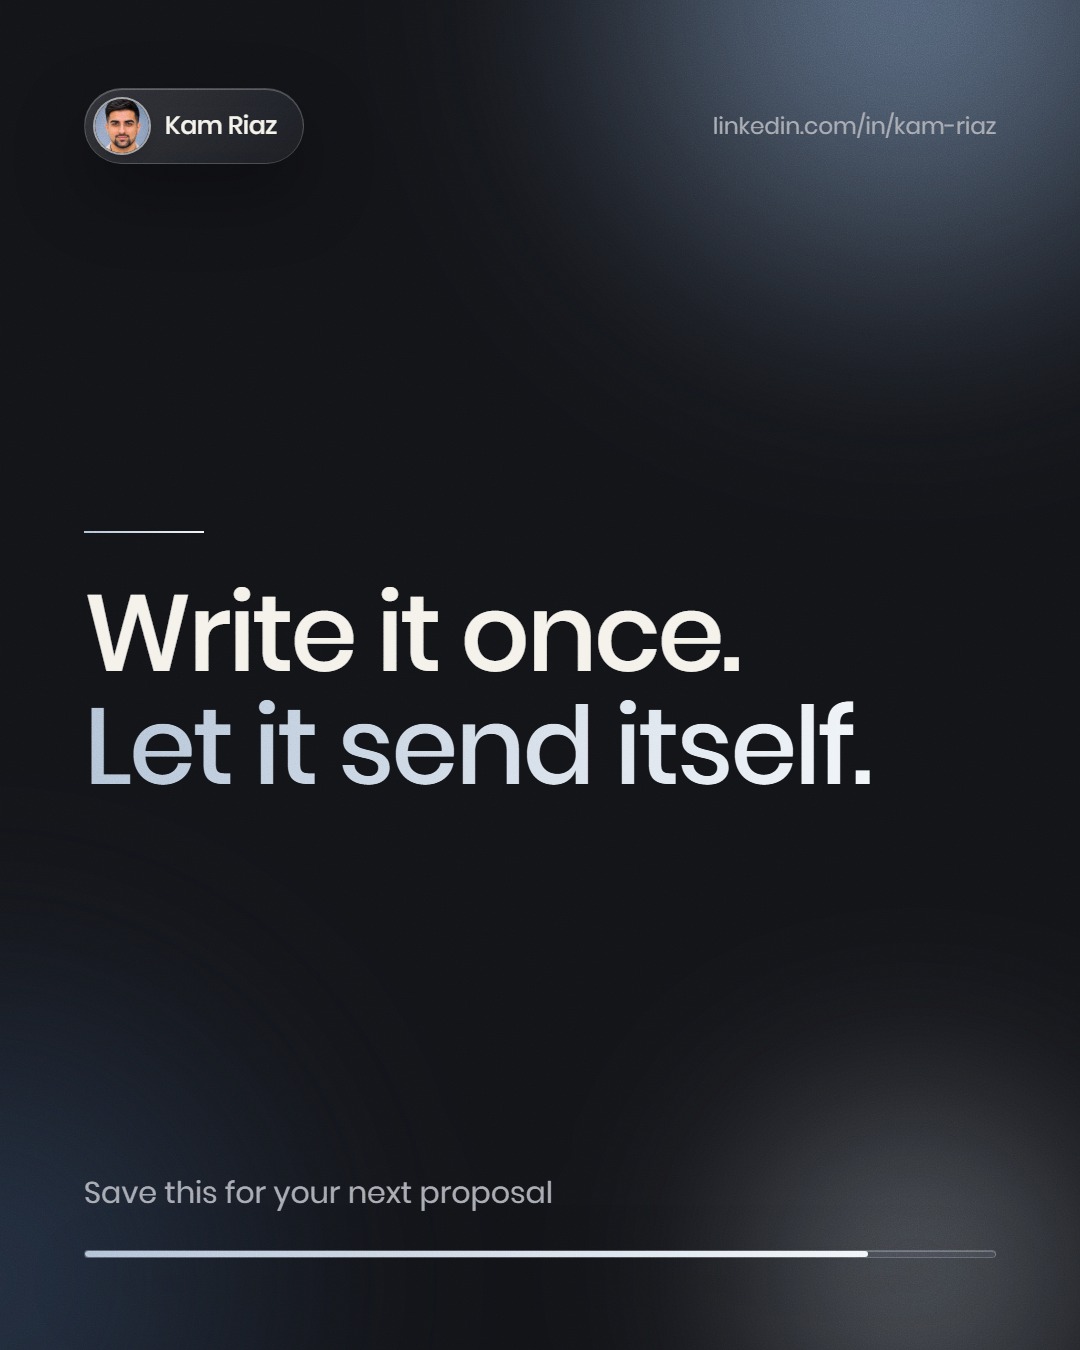 Kam Riaz
linkedin.com/in/kam-riaz
Write it once.
Let it send itself.
Save this for your next proposal